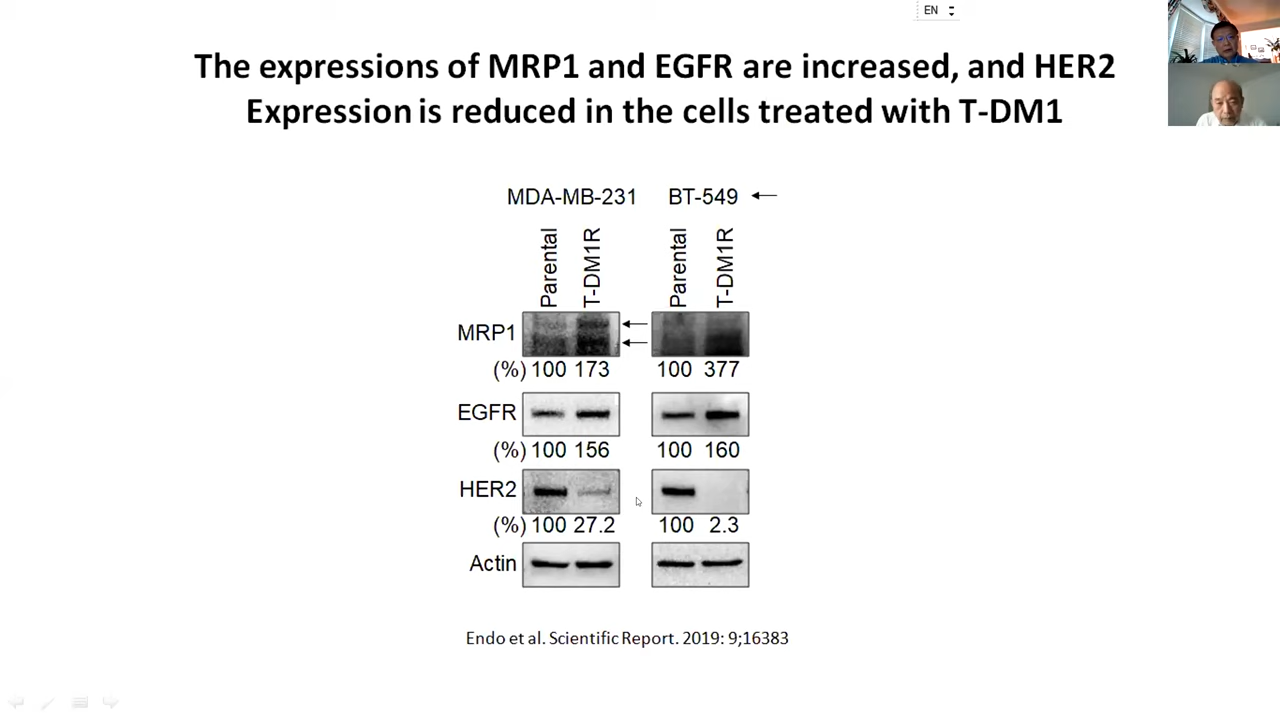 EN
The expressions of MRP1 and EGFR are increased, and HER2
Expression is reduced in the cells treated with T-DM1
MDA-MB-231 BT-549
Parental T-DM1R Parental T-DM1R
MRP1
(%) 100 173 100 377
EGFR
(%) 100 156 100 160
HER2
(%) 100 27.2 100 2.3
Actin
Endo et al. Scientific Report. 2019: 9;16383